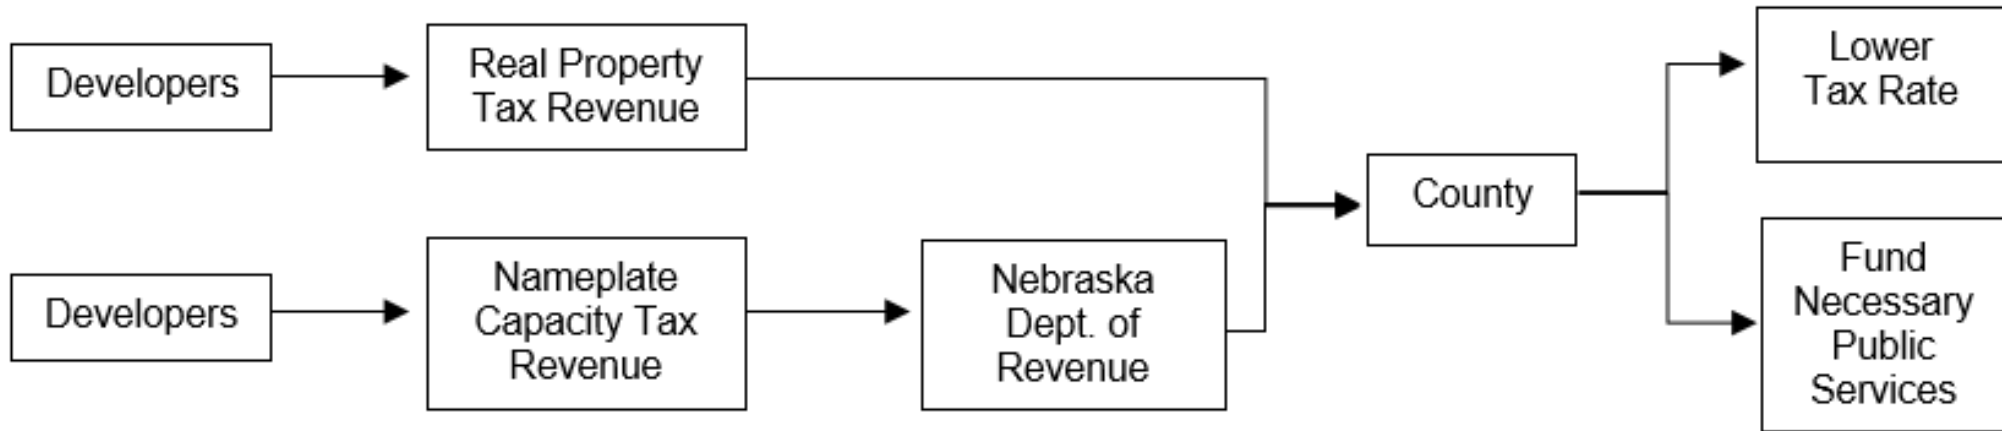 Developers
Real Property
Tax Revenue
Lower
Tax Rate
County
Developers
Nameplate
Capacity Tax
Revenue
Nebraska
Dept. of
Revenue
Fund
Necessary
Public
Services